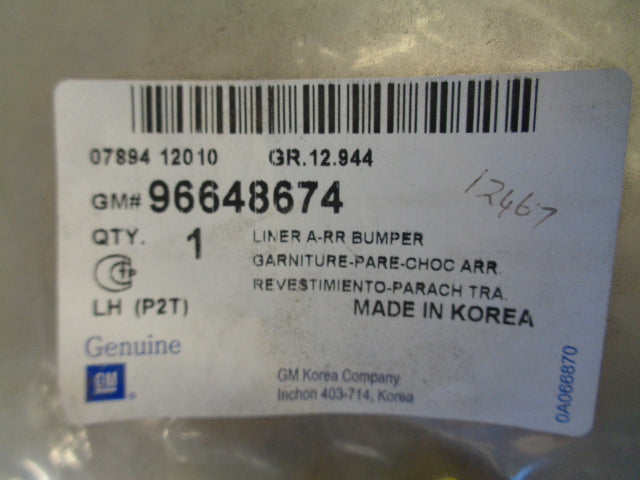 07894 12010 GR.12.944
GM# 96648674
12467
QTY. 1 LINER A-RR BUMPER
GARNITURE-PARE-CHOC ARR.
REVESTIMIENTO-PARACH TRA.
LH (P2T) MADE IN KOREA
Genuine
GM
GM Korea Company
Inchon 403-714, Korea
0A066870